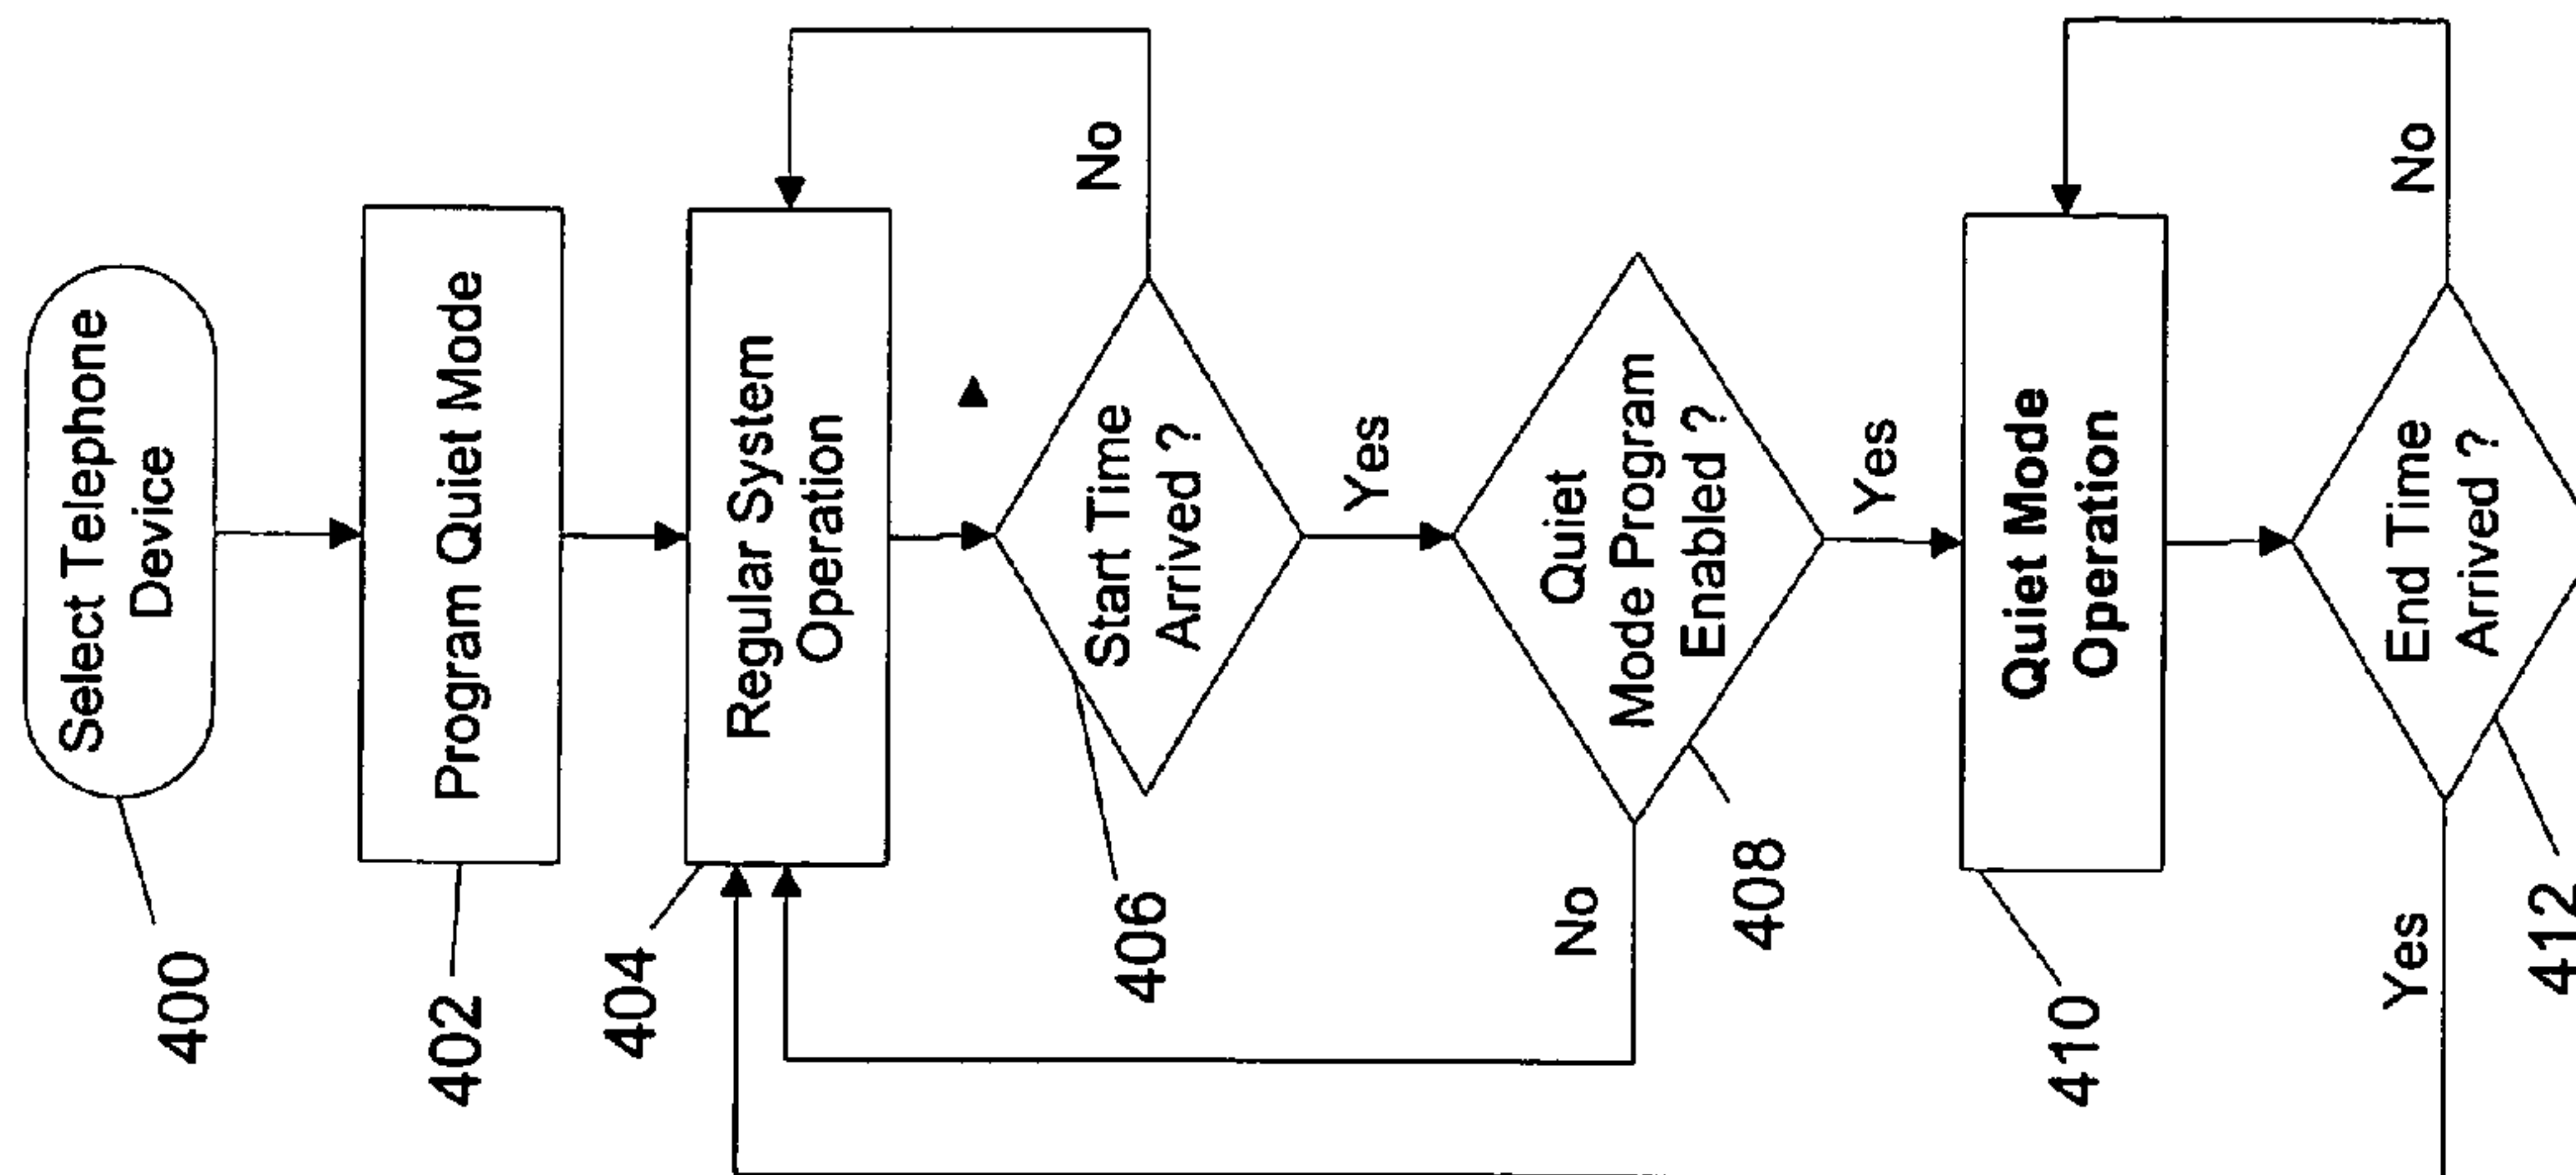 400
Select Telephone
Device
402
Program Quiet Mode
404
Regular System
Operation
406
Start Time
Arrived ?
No
Yes
408
Quiet
Mode Program
Enabled ?
No
Yes
410
Quiet Mode
Operation
412
End Time
Arrived ?
No
Yes